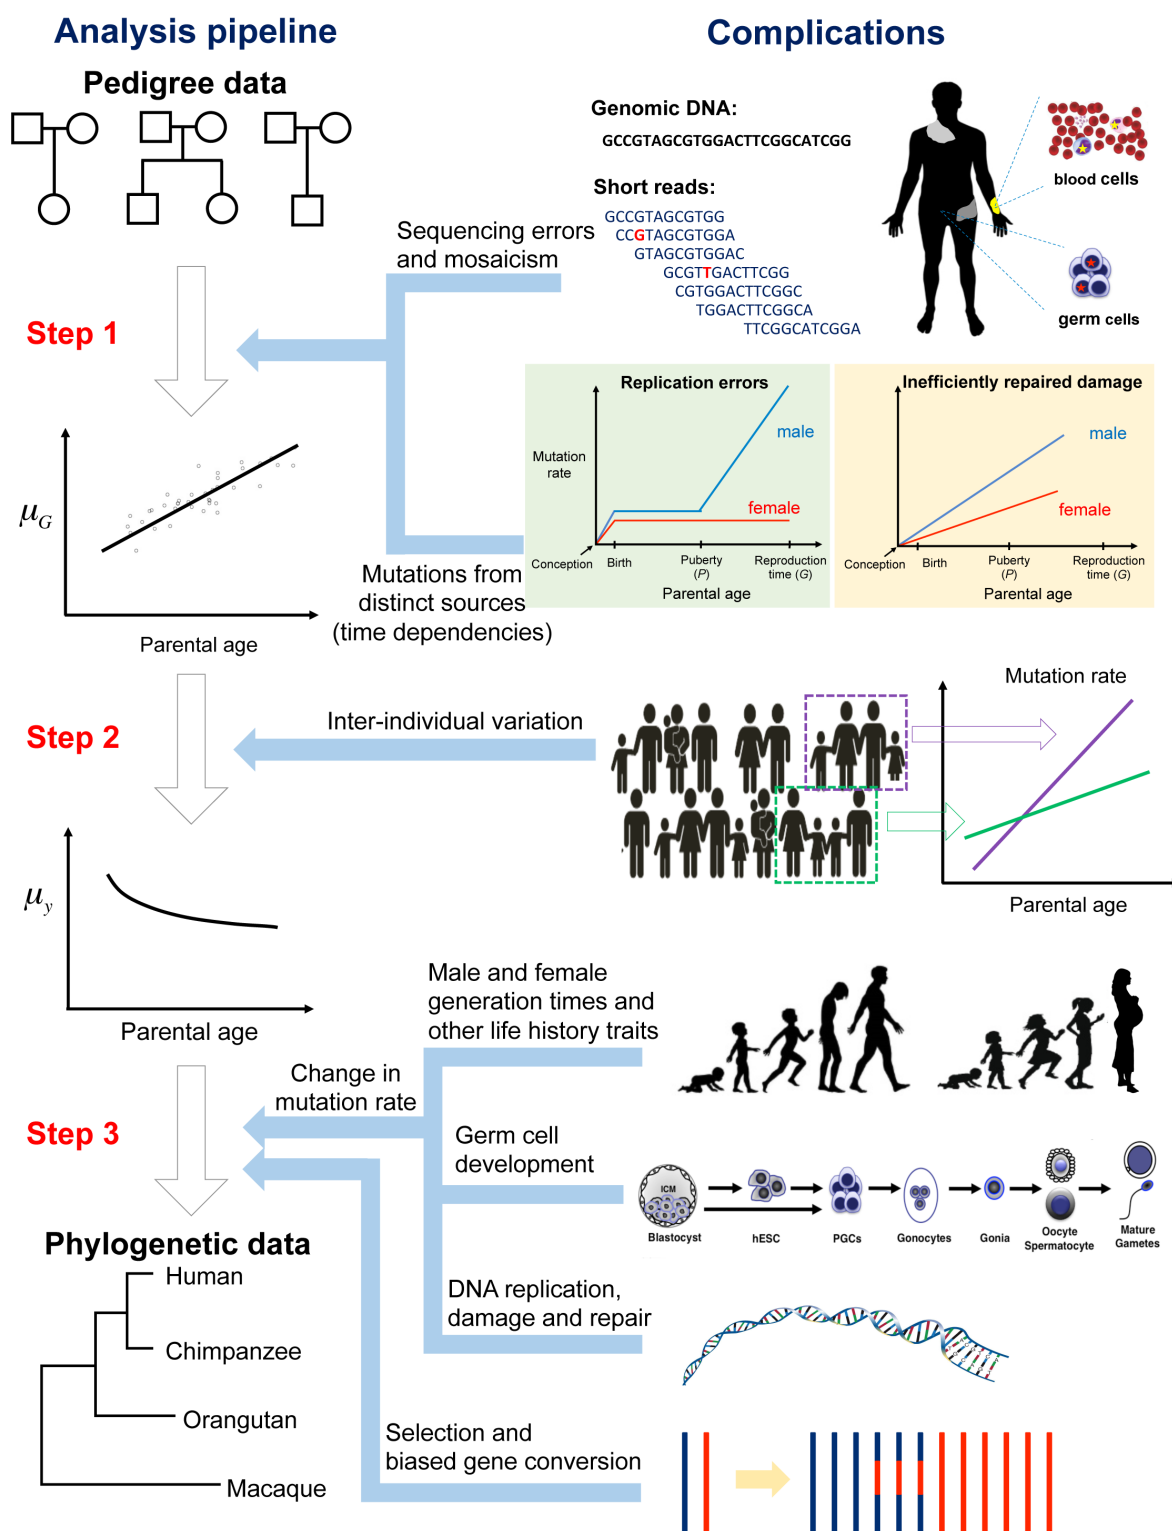 Analysis pipeline
Complications
Pedigree data
Genomic DNA:
GCCGTAGCGTGGACTTCGGCATCGG
Short reads:
GCCGTAGCGTGG
CCGTAGCGTGGA
GTAGCGTGGAC
GCGTTGACTTCGG
CGTGGACTTCGGC
TGGACTTCGGCA
TTCGGCATCGGA
blood cells
germ cells
Sequencing errors
and mosaicism
Step 1
μG
Parental age
Replication errors
Mutation
rate
male
female
Conception
Birth
Puberty
(P)
Reproduction
time (G)
Parental age
Inefficiently repaired damage
male
female
Conception
Birth
Puberty
(P)
Reproduction
time (G)
Parental age
Mutations from
distinct sources
(time dependencies)
Step 2
Inter-individual variation
Mutation rate
Parental age
μy
Parental age
Male and female
generation times and
other life history traits
Change in
mutation rate
Step 3
Germ cell
development
ICM
Blastocyst
hESC
PGCs
Gonocytes
Gonia
Oocyte
Spermatocyte
Mature
Gametes
DNA replication,
damage and repair
Phylogenetic data
Human
Chimpanzee
Orangutan
Macaque
Selection and
biased gene conversion